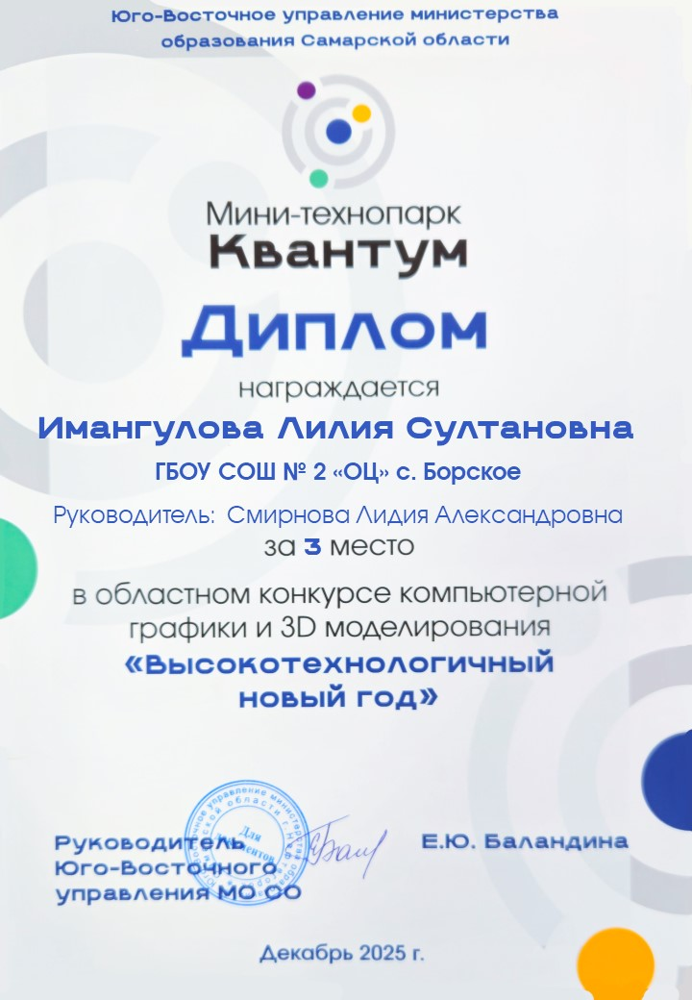 Юго-Восточное управление министерства
образования Самарской области
Мини-технопарк
Квантум
Диплом
награждается
Имангулова Лилия Султановна
ГБОУ СОШ № 2 «ОЦ» с. Борское
Руководитель: Смирнова Лидия Александровна
за 3 место
в областном конкурсе компьютерной
графики и 3D моделирования
«Высокотехнологичный
новый год»
Руководитель
Юго-Восточного
управления МО СО
Для
документов
Е.Ю. Баландина
Декабрь 2025 г.